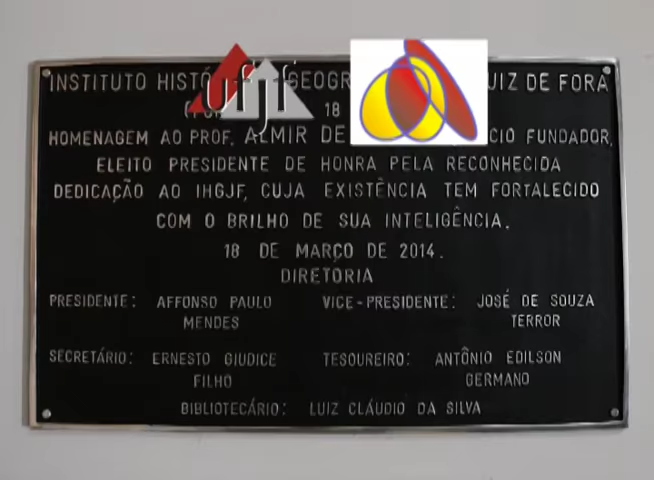 INSTITUTO HISTÓ GEOGR UIZ DE FORA
ufjf
18
HOMENAGEM AO PROF. ALMIR DE CIO FUNDADOR,
ELEITO PRESIDENTE DE HONRA PELA RECONHECIDA
DEDICAÇÃO AO IHGJF, CUJA EXISTÊNCIA TEM FORTALECIDO
COM O BRILHO DE SUA INTELIGÊNCIA.
18 DE MARÇO DE 2014.
DIRETORIA
PRESIDENTE: AFFONSO PAULO VICE-PRESIDENTE: JOSÉ DE SOUZA
MENDES TERROR
SECRETÁRIO: ERNESTO GIUDICE TESOUREIRO: ANTÔNIO EDILSON
FILHO GERMANO
BIBLIOTECÁRIO: LUIZ CLÁUDIO DA SILVA